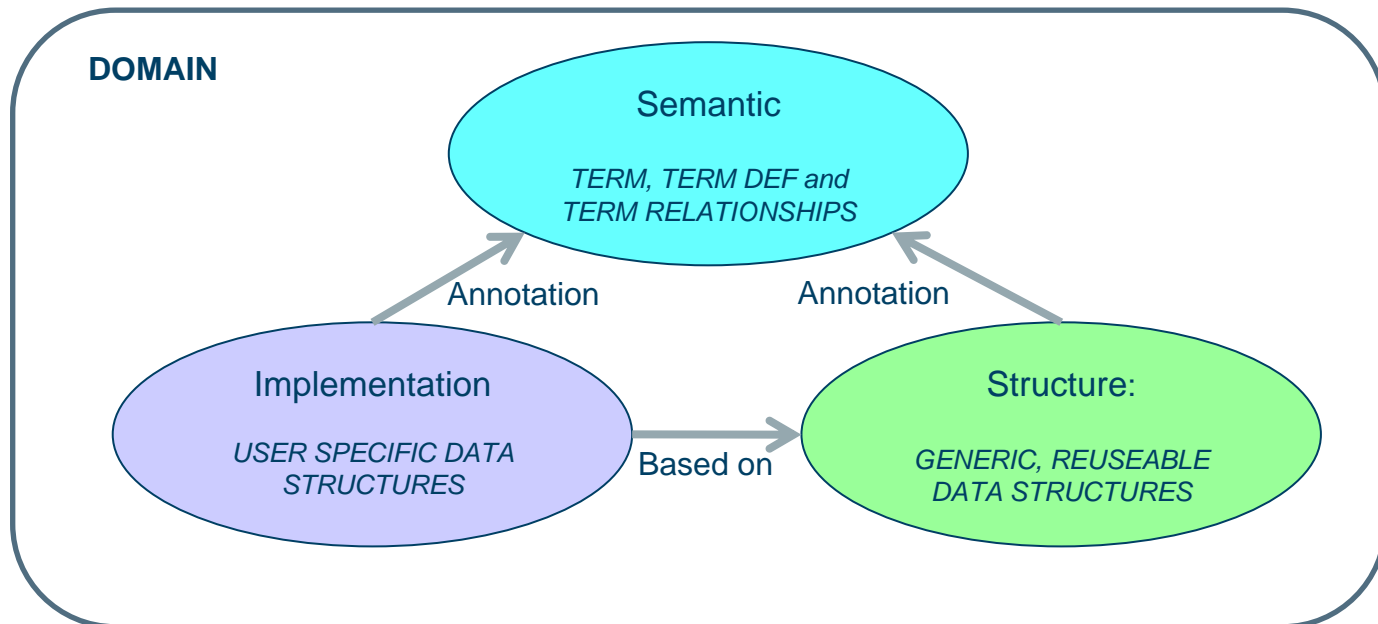 DOMAIN
Semantic
TERM, TERM DEF and
TERM RELATIONSHIPS
Annotation
Annotation
Implementation
USER SPECIFIC DATA
STRUCTURES
Based on
Structure:
GENERIC, REUSEABLE
DATA STRUCTURES